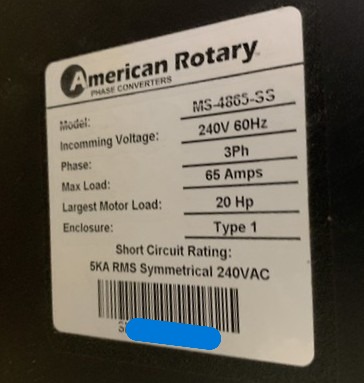 American Rotary
PHASE CONVERTERS
Model: MS-4865-SS
Incomming Voltage: 240V 60Hz
Phase: 3Ph
Max Load: 65 Amps
Largest Motor Load: 20 Hp
Enclosure: Type 1
Short Circuit Rating:
5KA RMS Symmetrical 240VAC